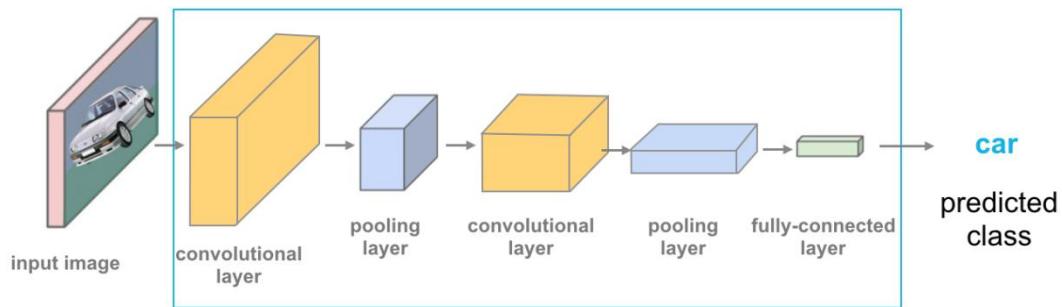 input image
convolutional
layer
pooling
layer
convolutional
layer
pooling
layer
fully-connected
layer
car
predicted
class